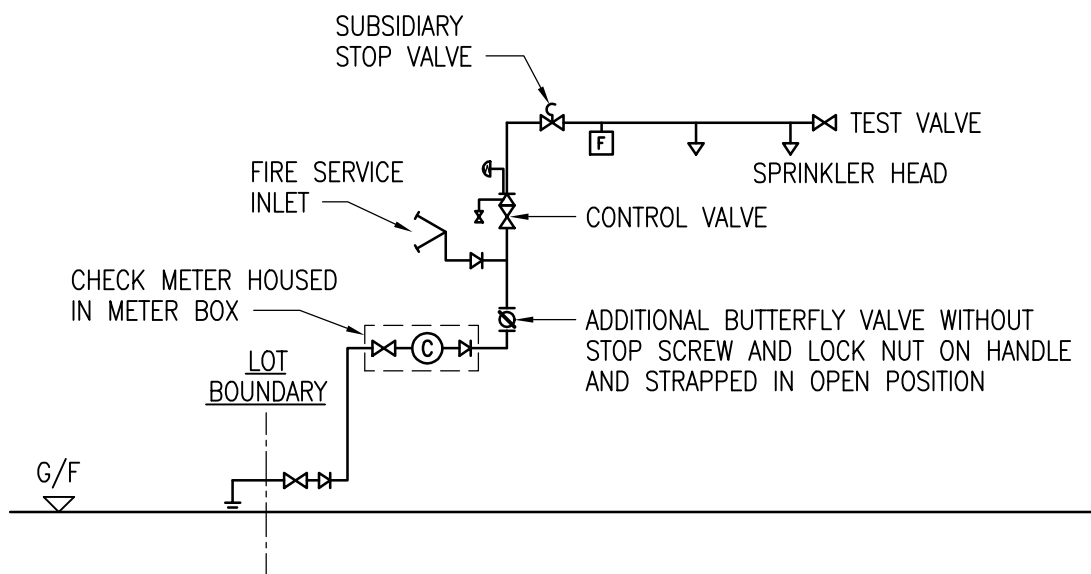 SUBSIDIARY
STOP VALVE
F
TEST VALVE
SPRINKLER HEAD
FIRE SERVICE
INLET
CONTROL VALVE
CHECK METER HOUSED
IN METER BOX
C
ADDITIONAL BUTTERFLY VALVE WITHOUT
STOP SCREW AND LOCK NUT ON HANDLE
AND STRAPPED IN OPEN POSITION
LOT
BOUNDARY
G/F